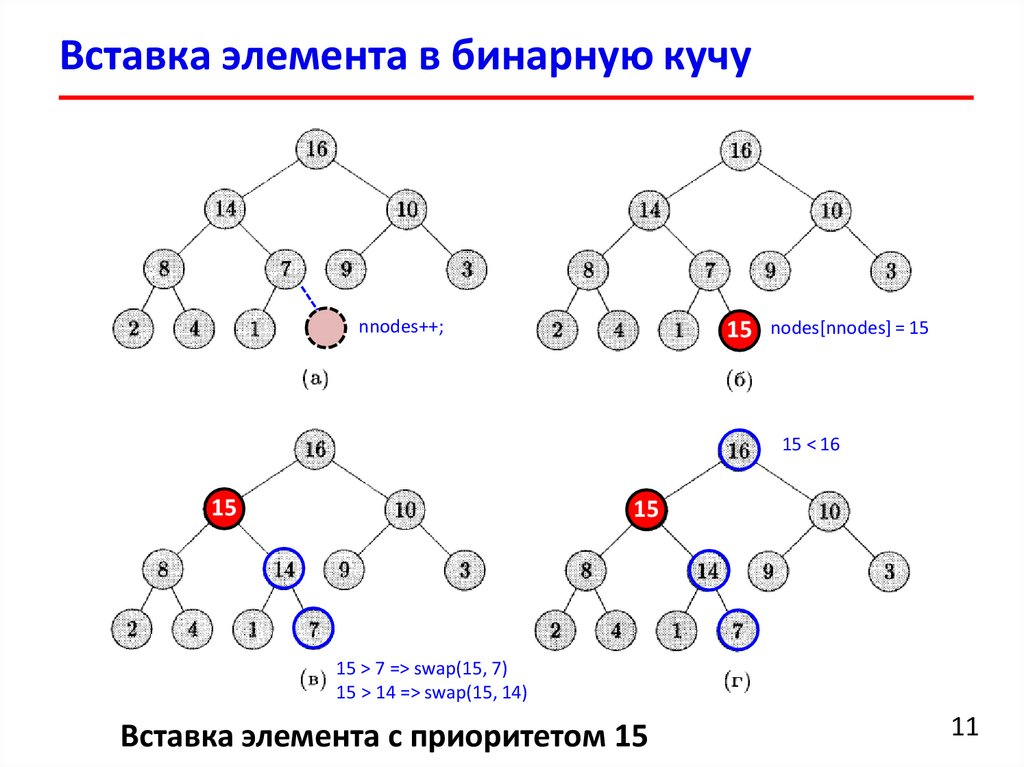 Вставка элемента в бинарную кучу
16
14 10
8 7 9 3
2 4 1 nnodes++;
(а)
16
14 10
8 7 9 3
2 4 1 15 nodes[nnodes] = 15
(б)
16
15 10
8 14 9 3
2 4 1 7
(в) 15 > 7 => swap(15, 7)
15 > 14 => swap(15, 14)
16 15 < 16
15 10
8 14 9 3
2 4 1 7
(г)
Вставка элемента с приоритетом 15
11